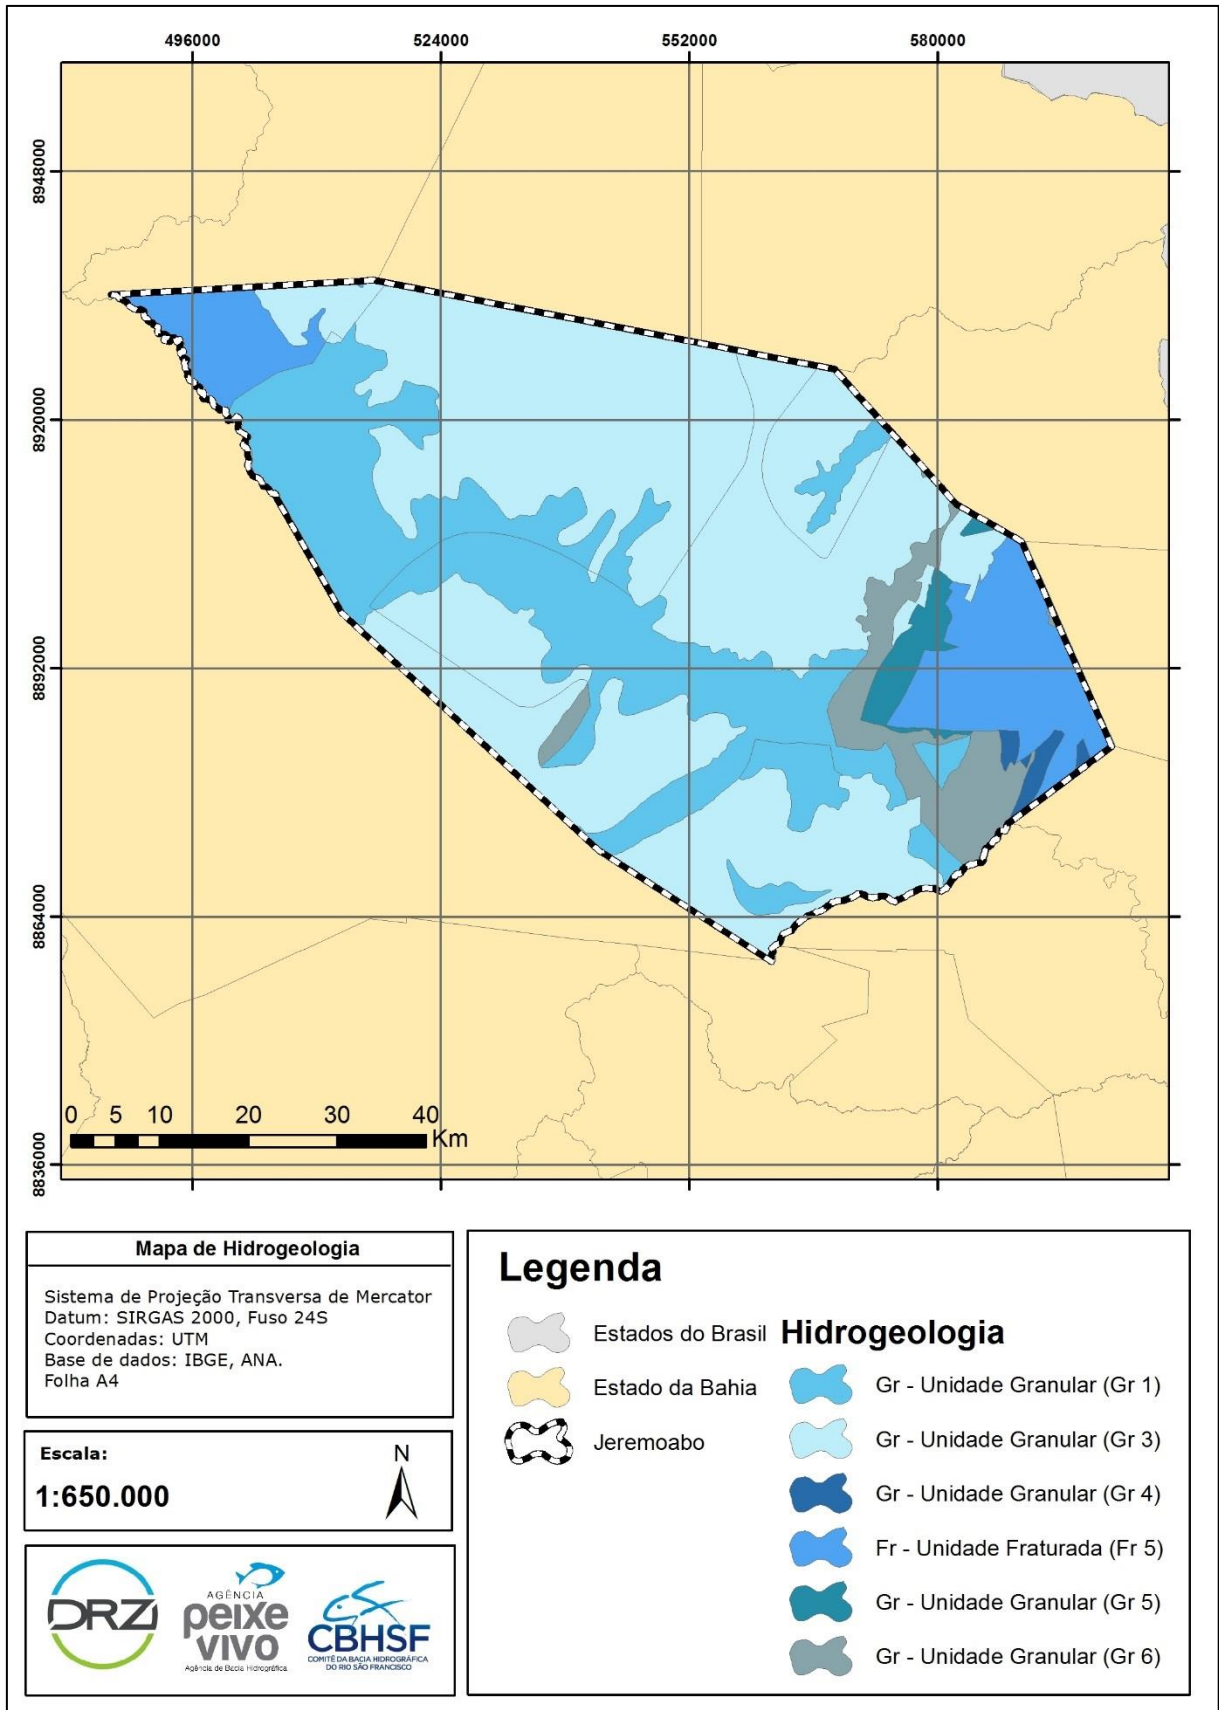 496000 524000 552000 580000
8948000
8920000
8892000
8864000
8836000
0 5 10 20 30 40
Km
Mapa de Hidrogeologia
Sistema de Projeção Transversa de Mercator
Datum: SIRGAS 2000, Fuso 24S
Coordenadas: UTM
Base de dados: IBGE, ANA.
Folha A4
Escala:
1:650.000
N
DRZ
AGÊNCIA
peixe
vivo
Agência de Bacia Hidrográfica
CBHSF
COMITÊ DA BACIA HIDROGRÁFICA
DO RIO SÃO FRANCISCO
Legenda
Estados do Brasil
Estado da Bahia
Jeremoabo
Hidrogeologia
Gr - Unidade Granular (Gr 1)
Gr - Unidade Granular (Gr 3)
Gr - Unidade Granular (Gr 4)
Fr - Unidade Fraturada (Fr 5)
Gr - Unidade Granular (Gr 5)
Gr - Unidade Granular (Gr 6)